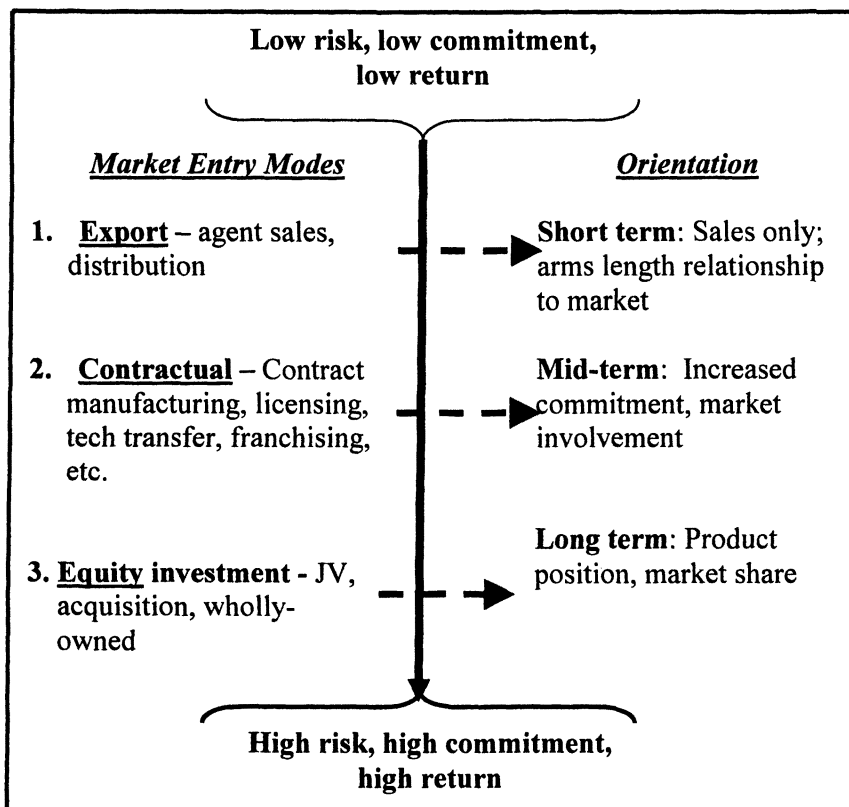 Low risk, low commitment,
low return
Market Entry Modes
Orientation
1. Export – agent sales,
distribution
Short term: Sales only;
arms length relationship
to market
2. Contractual – Contract
manufacturing, licensing,
tech transfer, franchising,
etc.
Mid-term: Increased
commitment, market
involvement
3. Equity investment - JV,
acquisition, wholly-
owned
Long term: Product
position, market share
High risk, high commitment,
high return